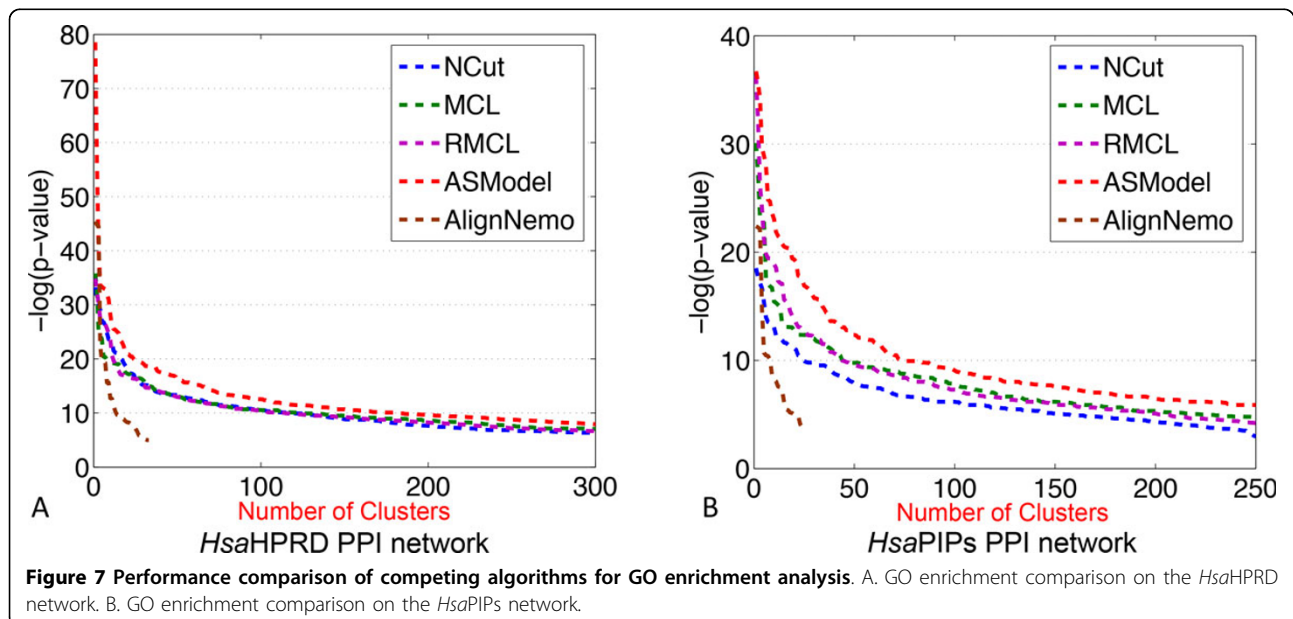 80
70
60
50
40
30
20
10
0
-log(p-value)
NCut
MCL
RMCL
ASModel
AlignNemo
0 100 200 300
A
Number of Clusters
HsaHPRD PPI network
40
30
20
10
0
-log(p-value)
NCut
MCL
RMCL
ASModel
AlignNemo
0 50 100 150 200 250
B
Number of Clusters
HsaPIPs PPI network
Figure 7 Performance comparison of competing algorithms for GO enrichment analysis. A. GO enrichment comparison on the HsaHPRD
network. B. GO enrichment comparison on the HsaPIPs network.